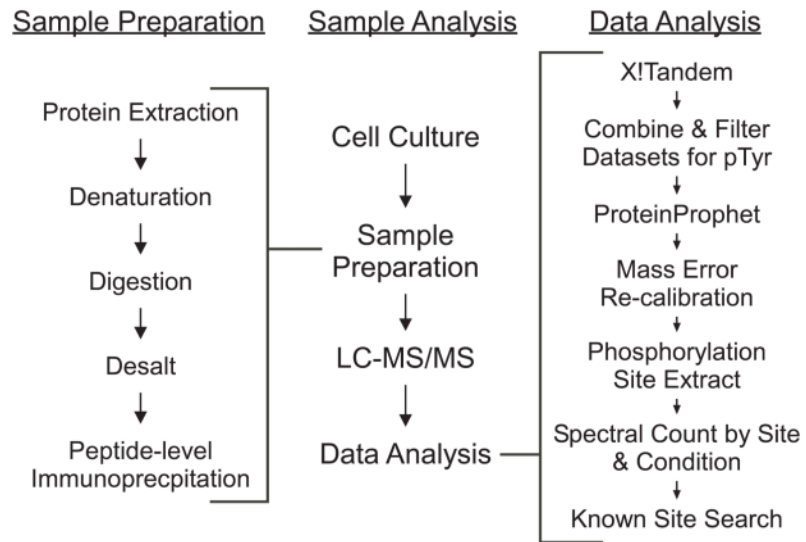 Sample Preparation
Protein Extraction
Denaturation
Digestion
Desalt
Peptide-level
Immunoprecpitation
Sample Analysis
Cell Culture
Sample
Preparation
LC-MS/MS
Data Analysis
Data Analysis
X!Tandem
Combine & Filter
Datasets for pTyr
ProteinProphet
Mass Error
Re-calibration
Phosphorylation
Site Extract
Spectral Count by Site
& Condition
Known Site Search